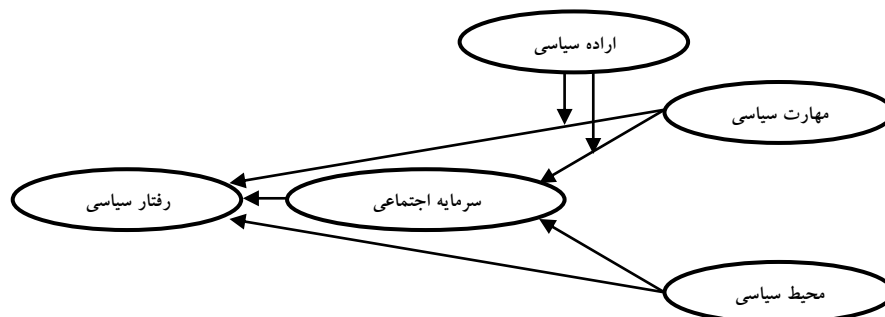 اراده سیاسی
مهارت سیاسی
سرمایه اجتماعی
رفتار سیاسی
محیط سیاسی